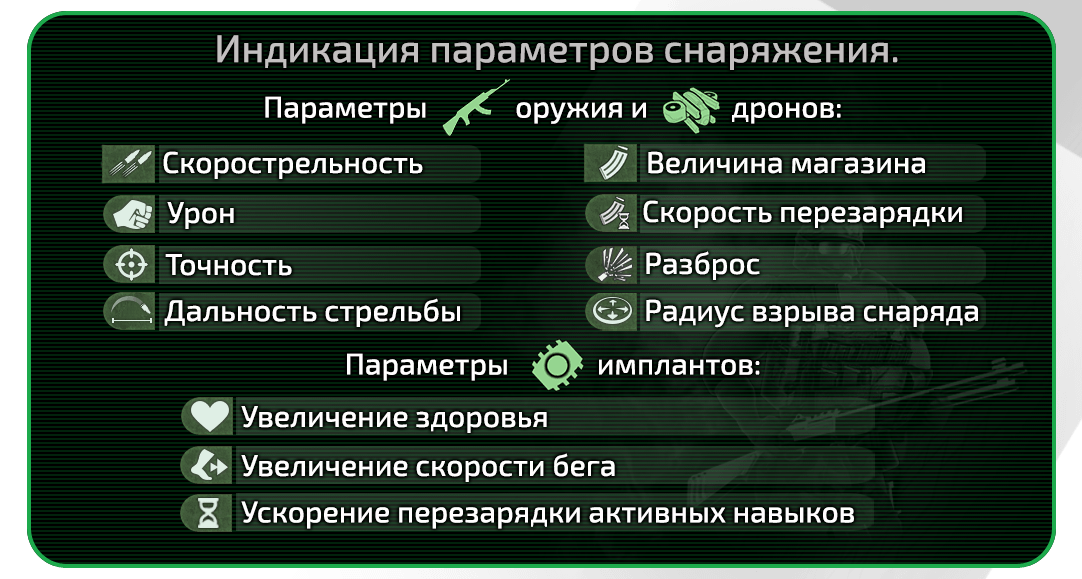 Индикация параметров снаряжения.
Параметры оружия и дронов:
Скорострельность
Величина магазина
Урон
Скорость перезарядки
Точность
Разброс
Дальность стрельбы
Радиус взрыва снаряда
Параметры имплантов:
Увеличение здоровья
Увеличение скорости бега
Ускорение перезарядки активных навыков